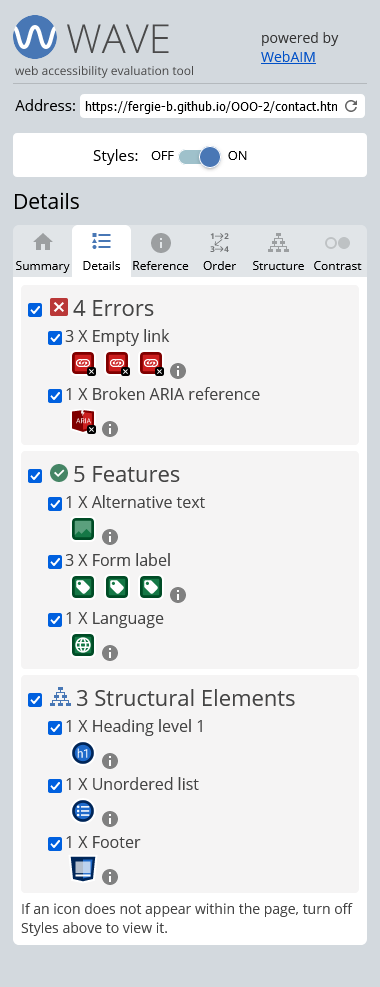 WAVE
web accessibility evaluation tool
powered by
WebAIM
Address: https://fergie-b.github.io/OOO-2/contact.htn
Styles: OFF ON
Details
Summary Details Reference Order Structure Contrast
4 Errors
3 X Empty link
1 X Broken ARIA reference
ARIA
5 Features
1 X Alternative text
3 X Form label
1 X Language
3 Structural Elements
1 X Heading level 1
h1
1 X Unordered list
1 X Footer
If an icon does not appear within the page, turn off
Styles above to view it.